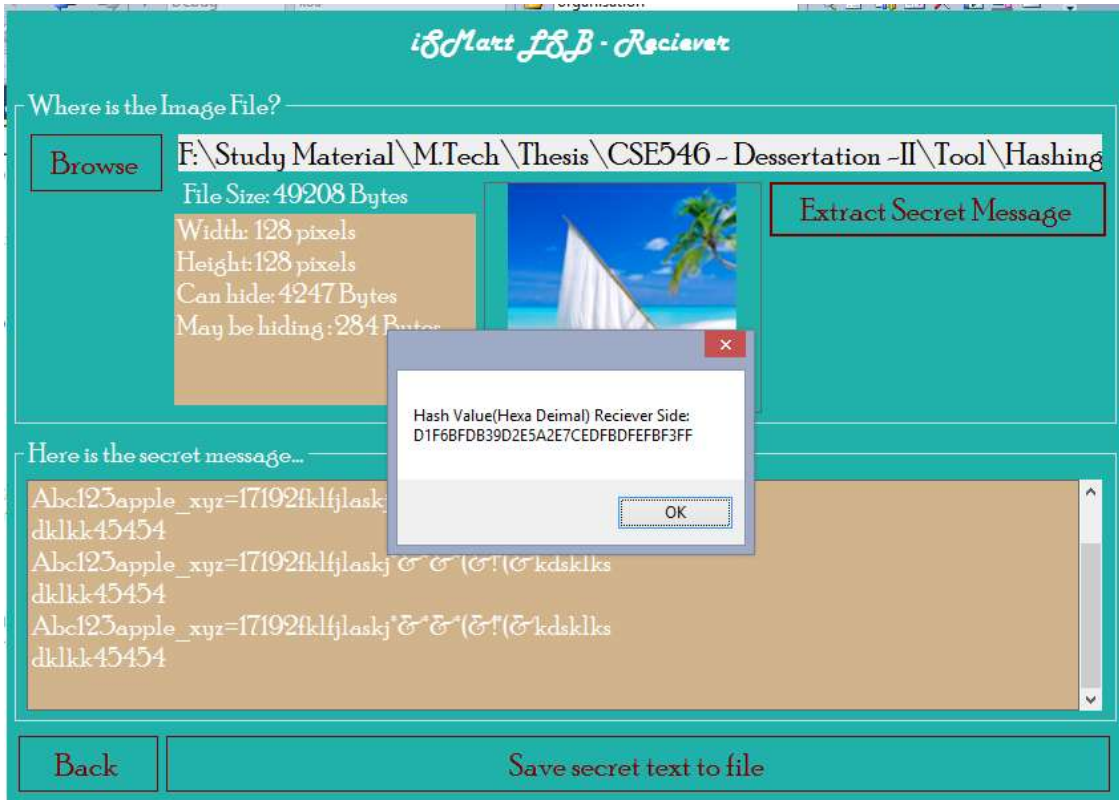 organisation
iSMart LSB - Reciever
Where is the Image File?
Browse
F:\Study Material\M.Tech\Thesis\CSE546 - Dessertation -II\Tool\Hashing
File Size: 49208 Bytes
Extract Secret Message
Width: 128 pixels
Height: 128 pixels
Can hide: 4247 Bytes
May be hiding : 284 Bytes
Hash Value(Hexa Deimal) Reciever Side:
D1F6BFDB39D2E5A2E7CEDFBDFEFBF3FF
OK
Here is the secret message...
Abc123apple_xyz=17192fklfjlaskj
dklkk45454
Abc123apple_xyz=17192fklfjlaskj*&^&^(&!(&^kdsklks
dklkk45454
Abc123apple_xyz=17192fklfjlaskj*&^&^(&!(&^kdsklks
dklkk45454
Back
Save secret text to file